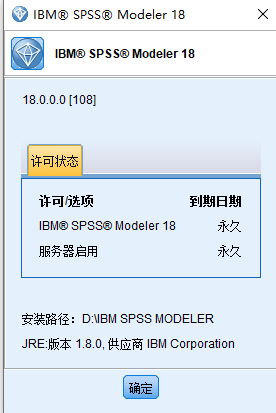 IBM® SPSS® Modeler 18
IBM® SPSS® Modeler 18
18.0.0.0 [108]
许可状态
许可/选项 到期日期
IBM® SPSS® Modeler 18 永久
服务器启用 永久
安装路径：D:\IBM SPSS MODELER
JRE:版本 1.8.0, 供应商 IBM Corporation
确定